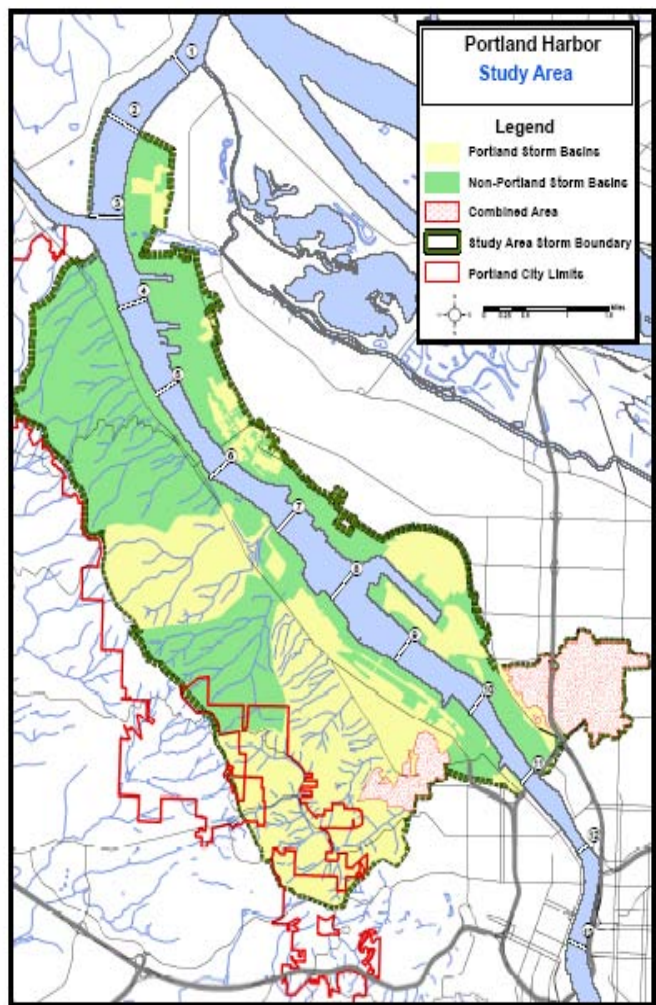 Portland Harbor
Study Area
Legend
Portland Storm Basins
Non-Portland Storm Basins
Combined Area
Study Area Storm Boundary
Portland City Limits
1
2
3
4
5
6
7
8
9
10
11